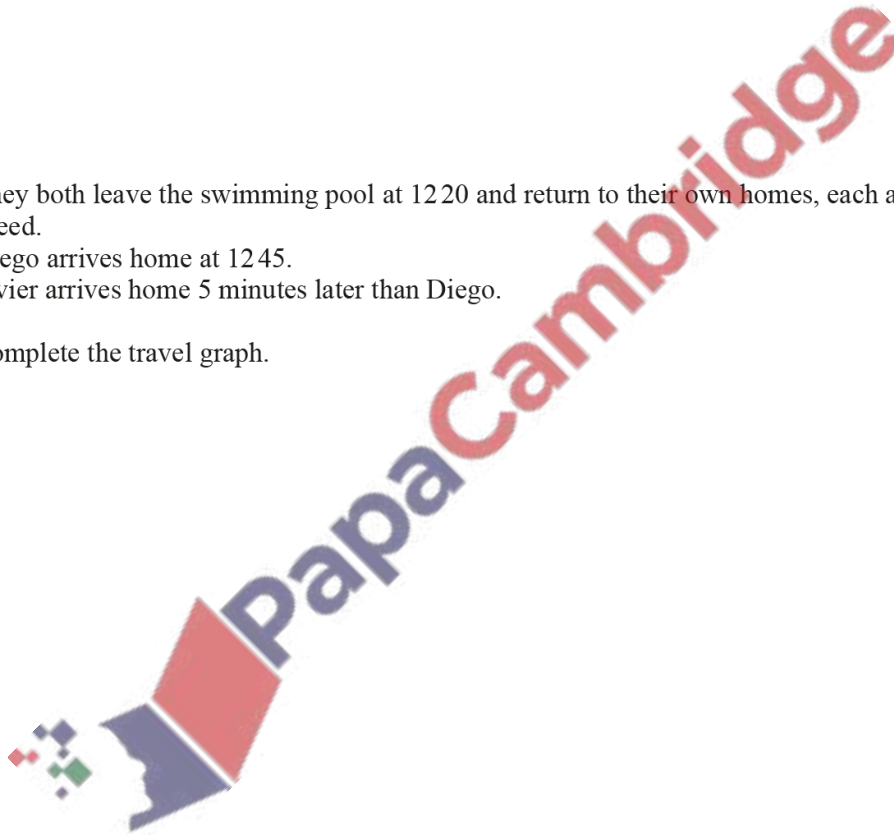 ney both leave the swimming pool at 12 20 and return to their own homes, each a
eed.
ego arrives home at 12 45.
vier arrives home 5 minutes later than Diego.
omplete the travel graph.
PapaCambridge